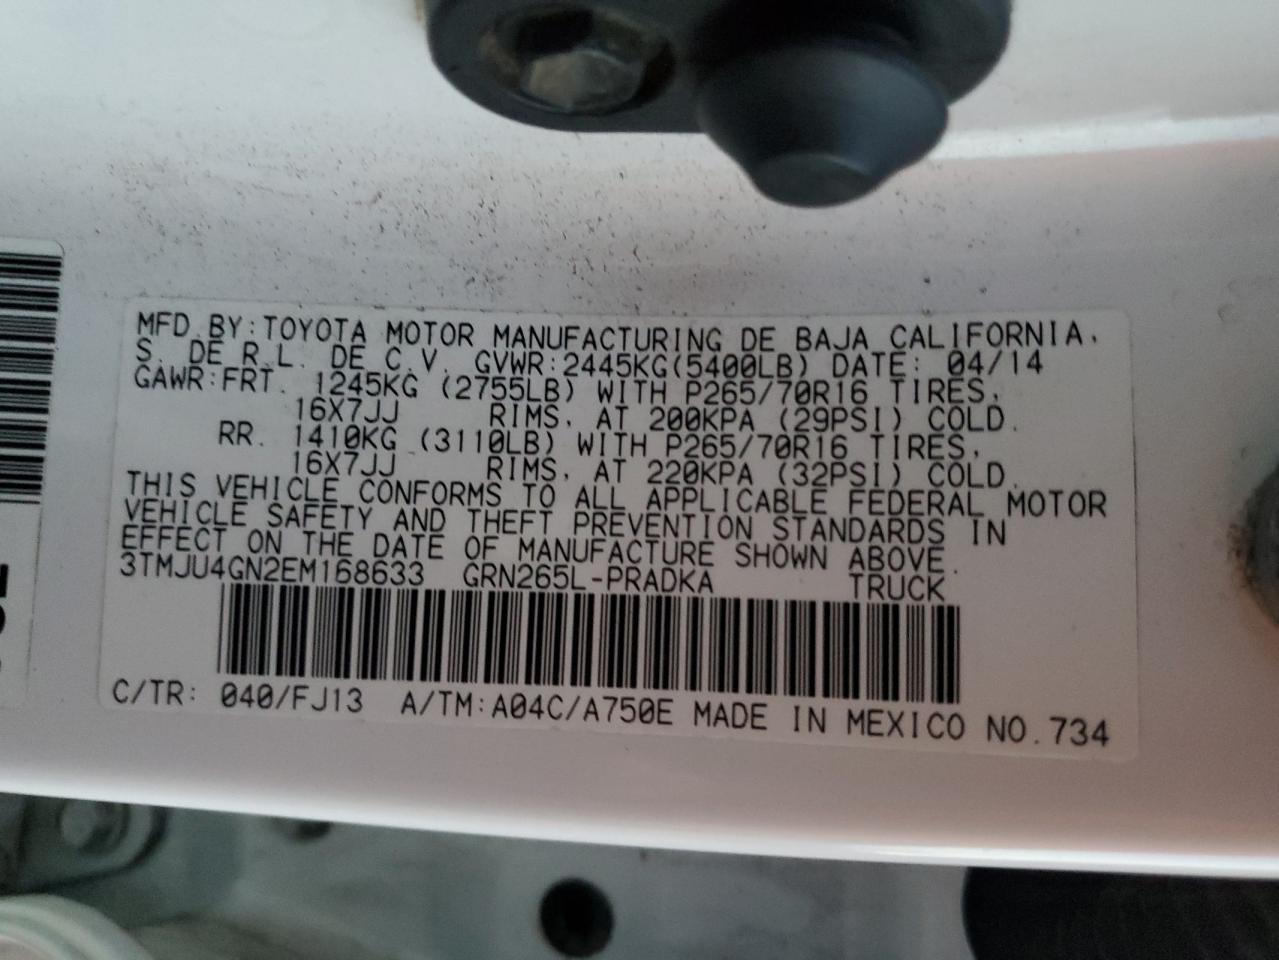 MFD.BY:TOYOTA MOTOR MANUFACTURING DE BAJA CALIFORNIA,
S. DE R.L. DE C.V. GVWR:2445KG(5400LB) DATE: 04/14
GAWR:FRT. 1245KG (2755LB) WITH P265/70R16 TIRES,
16X7JJ RIMS, AT 200KPA (29PSI) COLD.
RR. 1410KG (3110LB) WITH P265/70R16 TIRES,
16X7JJ RIMS, AT 220KPA (32PSI) COLD.
THIS VEHICLE CONFORMS TO ALL APPLICABLE FEDERAL MOTOR
VEHICLE SAFETY AND THEFT PREVENTION STANDARDS IN
EFFECT ON THE DATE OF MANUFACTURE SHOWN ABOVE.
3TMJU4GN2EM168633 GRN265L-PRADKA TRUCK
C/TR: 040/FJ13 A/TM:A04C/A750E MADE IN MEXICO NO.734